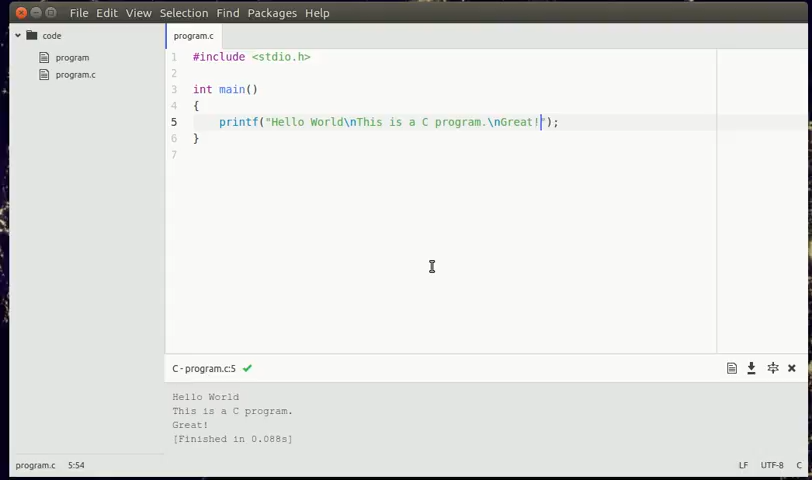 File Edit View Selection Find Packages Help
code
program
program.c
program.c
1 #include <stdio.h>
2
3 int main()
4 {
5 printf("Hello World\nThis is a C program.\nGreat!");
6 }
7
C - program.c:5
Hello World
This is a C program.
Great!
[Finished in 0.088s]
program.c 5:54 LF UTF-8 C